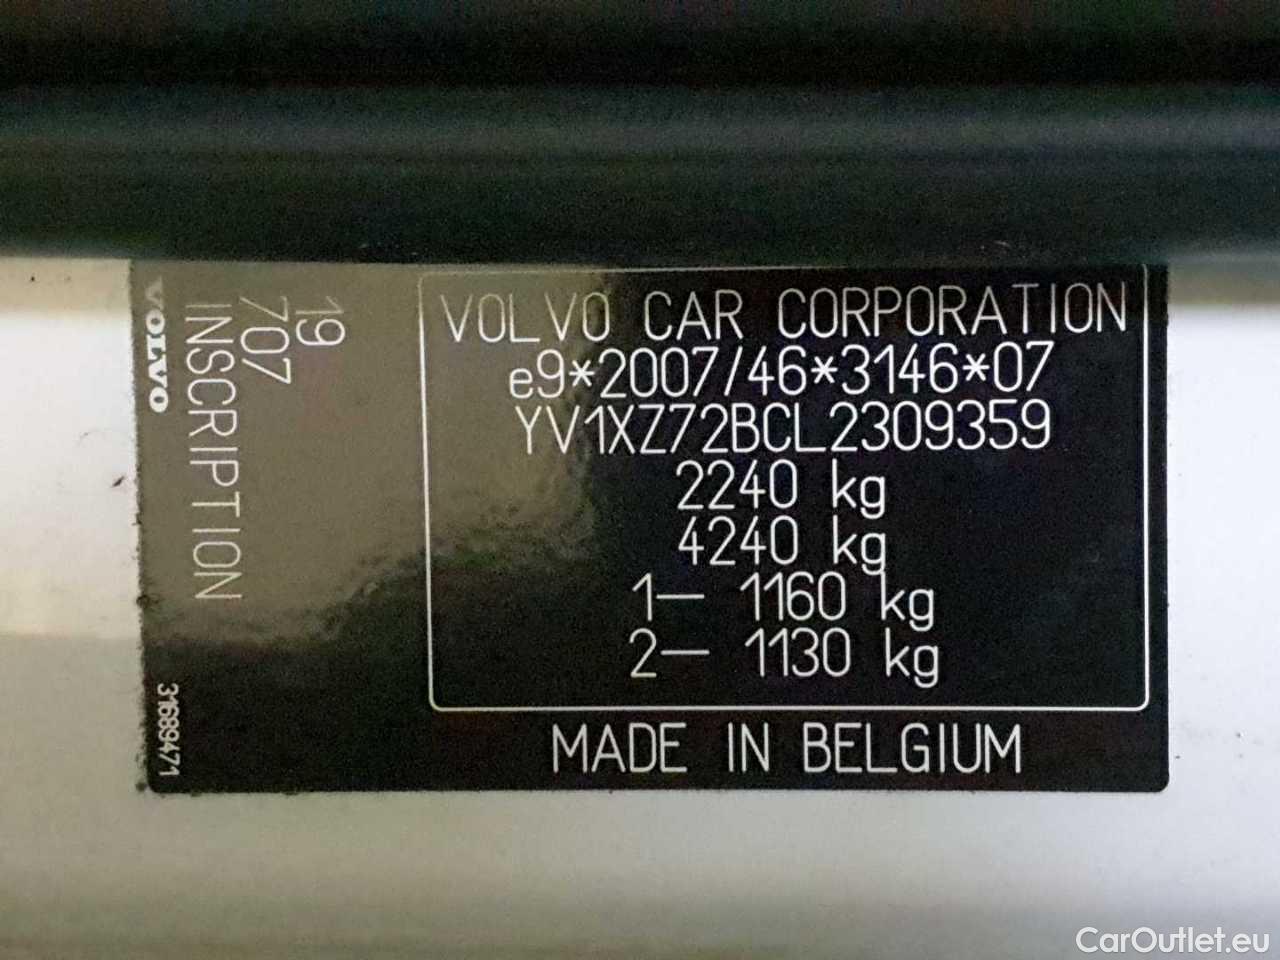 VOLVO
19
707
INSCRIPTION
31689471
VOLVO CAR CORPORATION
e9*2007/46*3146*07
YV1XZ72BCL2309359
2240 kg
4240 kg
1— 1160 kg
2— 1130 kg
MADE IN BELGIUM
CarOutlet.eu